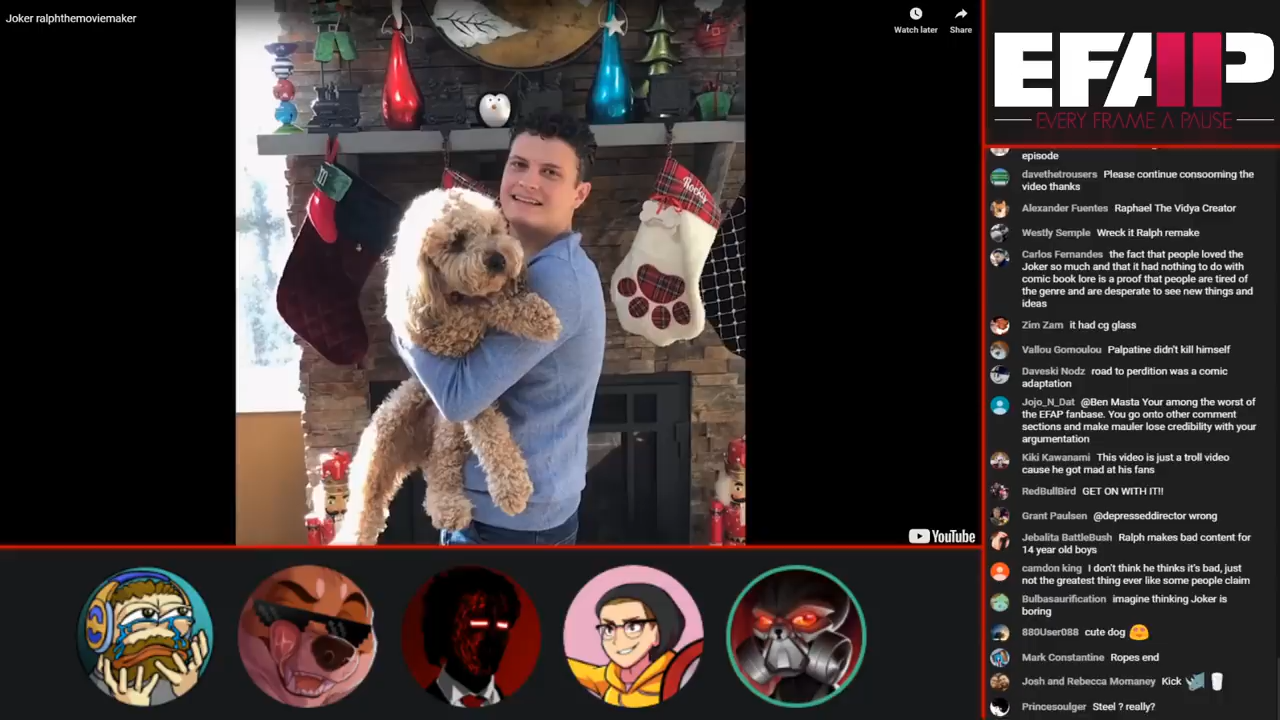 Joker ralphthemoviemaker
Watch later
Share
m
Rocky
YouTube
EFAP
EVERY FRAME A PAUSE
episode
davethetrousers Please continue consooming the
video thanks
Alexander Fuentes Raphael The Vidya Creator
Westly Semple Wreck it Ralph remake
Carlos Fernandes the fact that people loved the
Joker so much and that it had nothing to do with
comic book lore is a proof that people are tired of
the genre and are desperate to see new things and
ideas
Zim Zam it had cg glass
Vallou Gomoulou Palpatine didn't kill himself
Daveski Nodz road to perdition was a comic
adaptation
Jojo_N_Dat @Ben Masta Your among the worst of
the EFAP fanbase. You go onto other comment
sections and make mauler lose credibility with your
argumentation
Kiki Kawanami This video is just a troll video
cause he got mad at his fans
RedBullBird GET ON WITH IT!!
Grant Paulsen @depresseddirector wrong
Jebalita BattleBush Ralph makes bad content for
14 year old boys
camdon king I don't think he thinks it's bad, just
not the greatest thing ever like some people claim
Bulbasaurification imagine thinking Joker is
boring
880User088 cute dog 😍
Mark Constantine Ropes end
Josh and Rebecca Momaney Kick
Princesoulger Steel ? really?